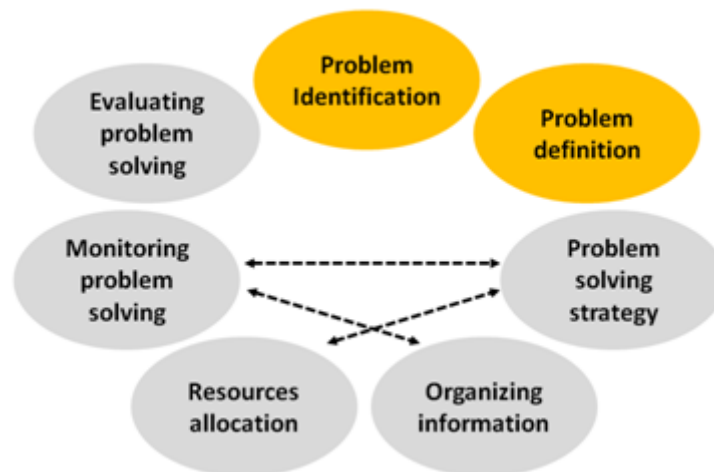 Problem
Identification
Problem
definition
Problem
solving
strategy
Organizing
information
Resources
allocation
Monitoring
problem
solving
Evaluating
problem
solving